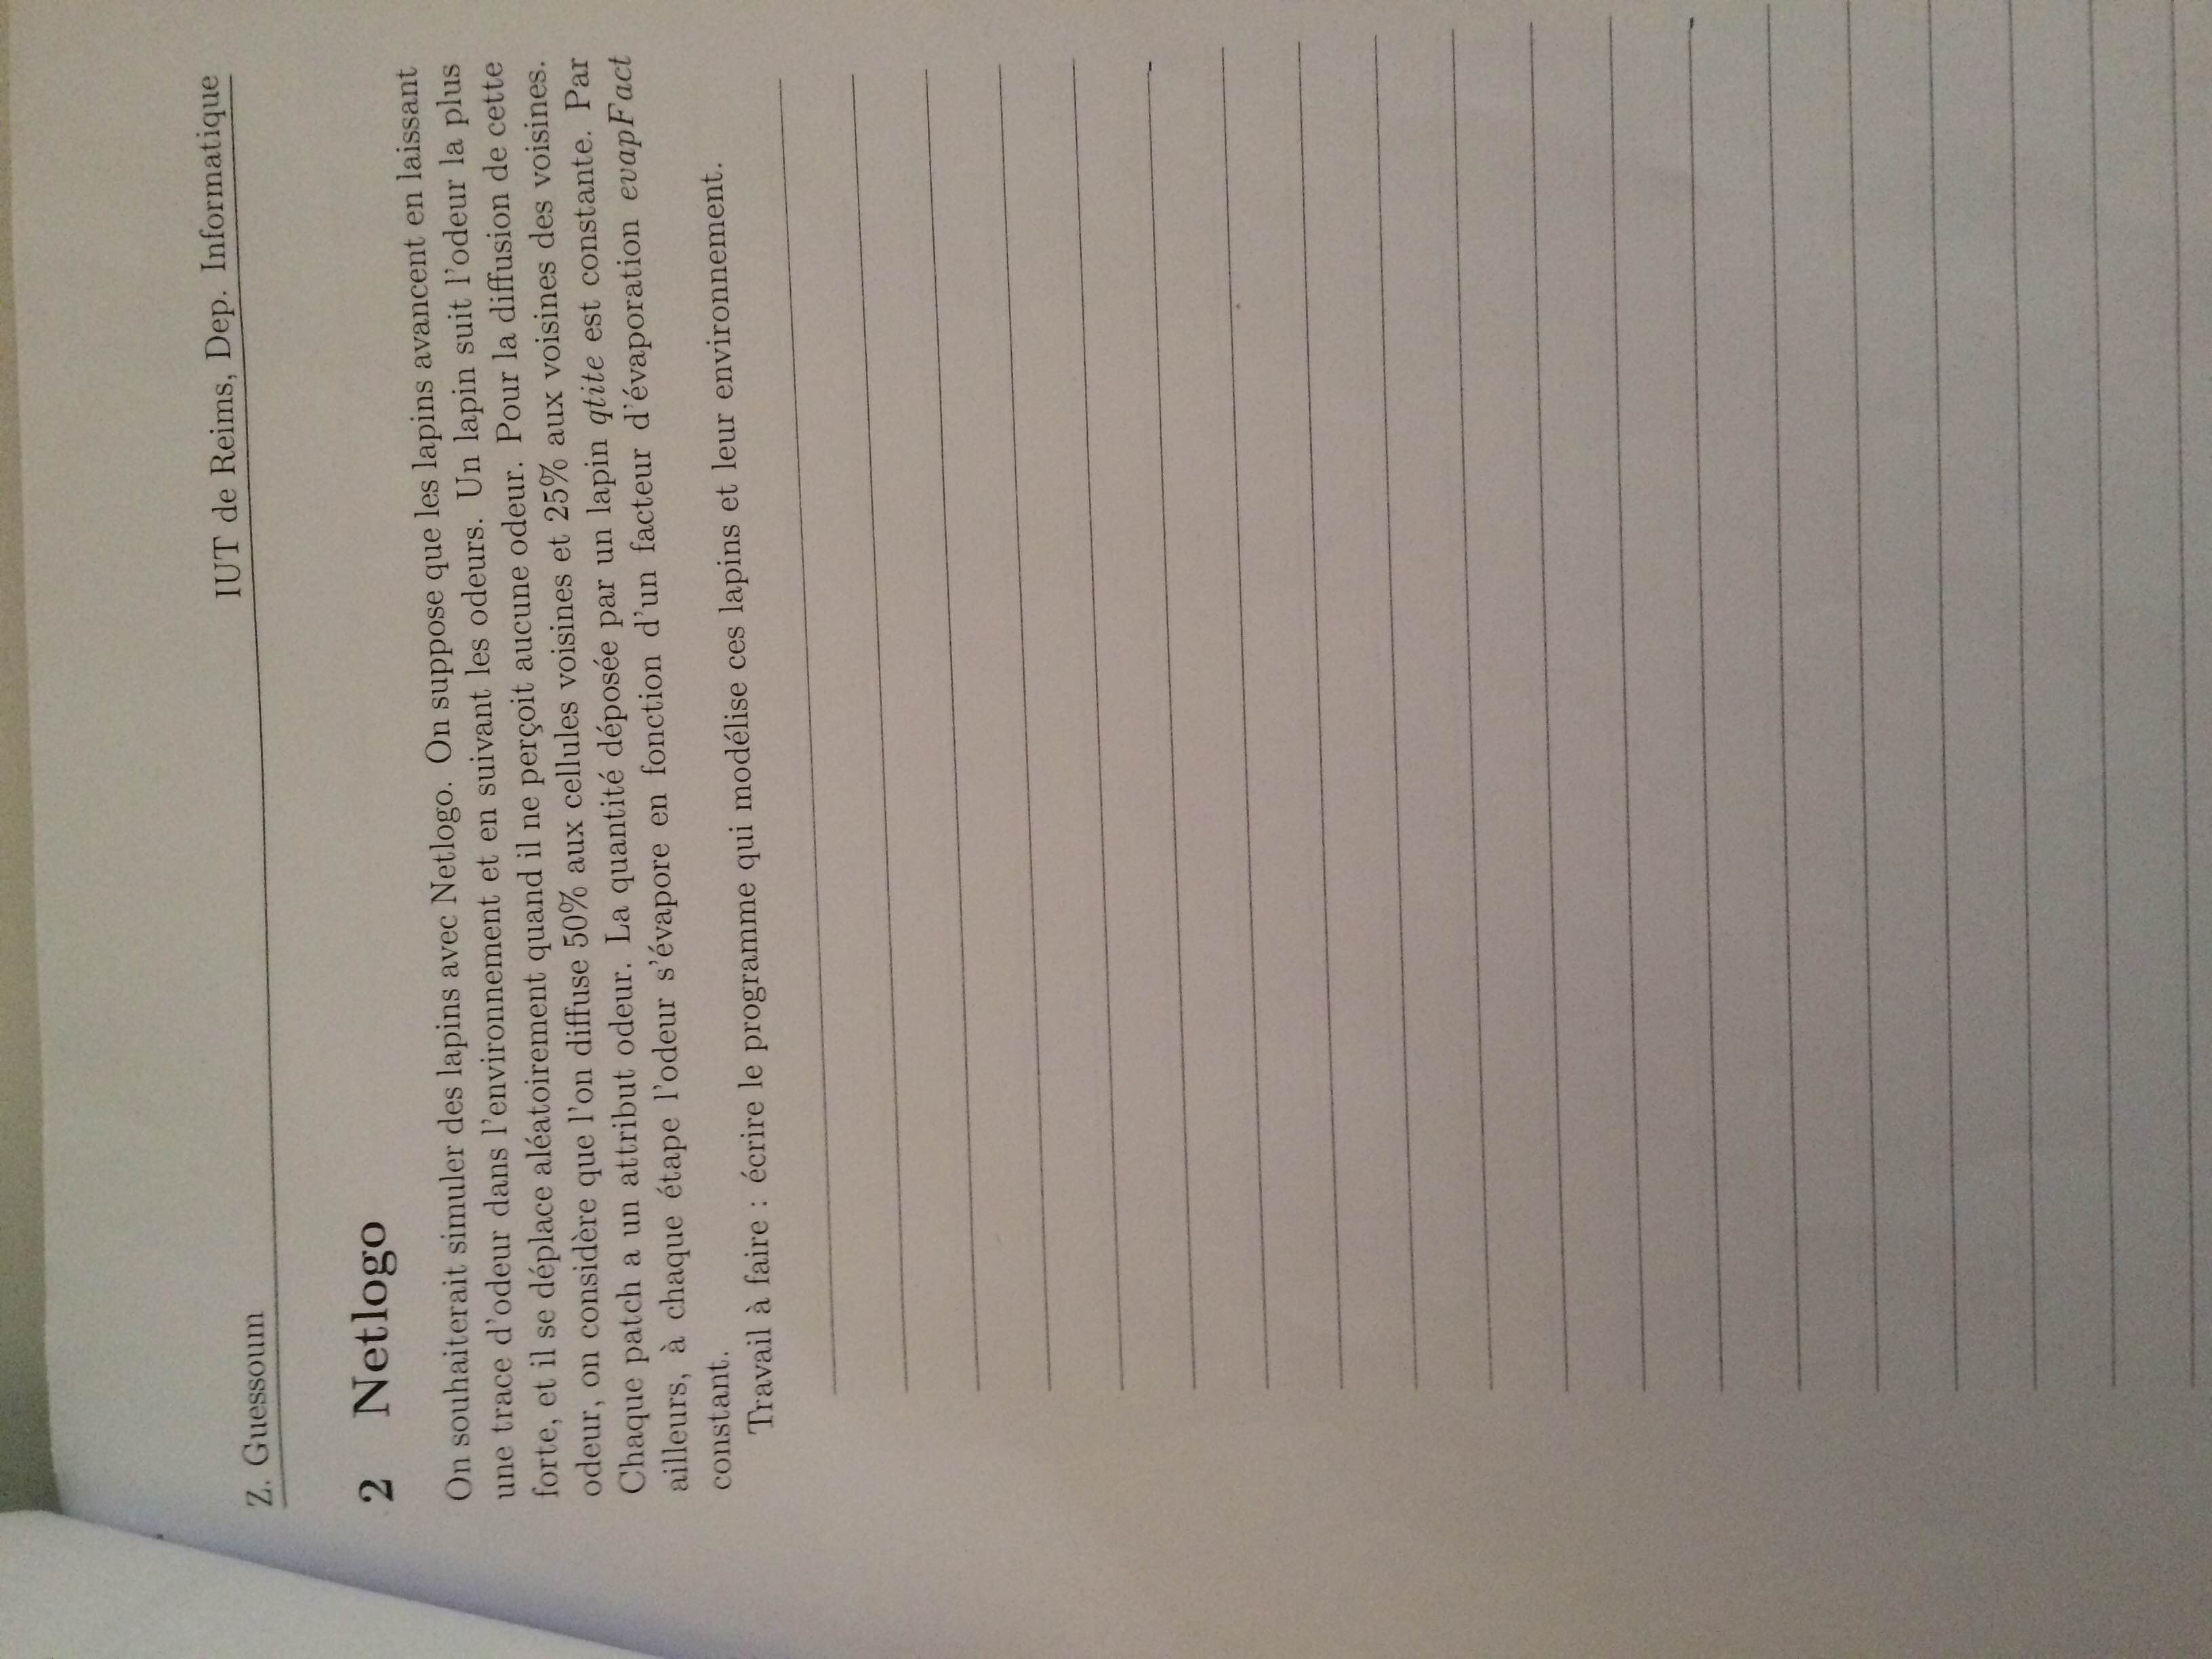 Z. Guessoum
IUT de Reims, Dep. Informatique
2 Netlogo
On souhaiterait simuler des lapins avec Netlogo. On suppose que les lapins avancent en laissant
une trace d'odeur dans l'environnement et en suivant les odeurs. Un lapin suit l'odeur la plus
forte, et il se déplace aléatoirement quand il ne perçoit aucune odeur. Pour la diffusion de cette
odeur, on considère que l'on diffuse 50% aux cellules voisines et 25% aux voisines des voisines.
Chaque patch a un attribut odeur. La quantité déposée par un lapin qtite est constante. Par
ailleurs, à chaque étape l'odeur s'évapore en fonction d'un facteur d'évaporation evapFact
constant.
Travail à faire : écrire le programme qui modélise ces lapins et leur environnement.